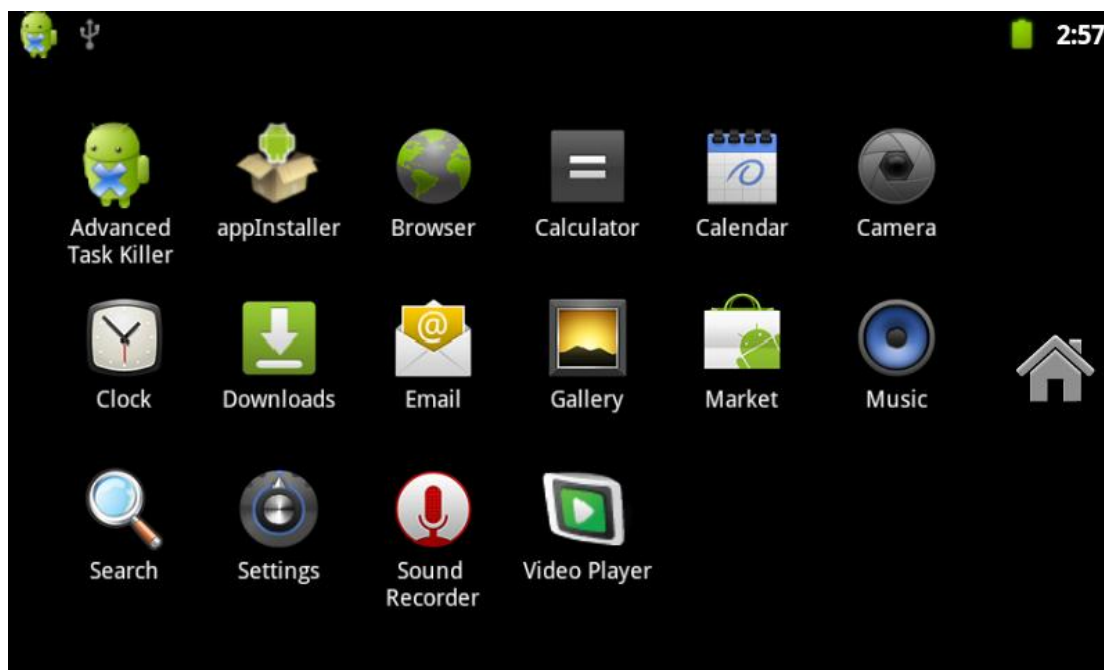 2:57
Advanced
Task Killer
appInstaller
Browser
Calculator
Calendar
Camera
Clock
Downloads
Email
Gallery
Market
Music
Search
Settings
Sound
Recorder
Video Player